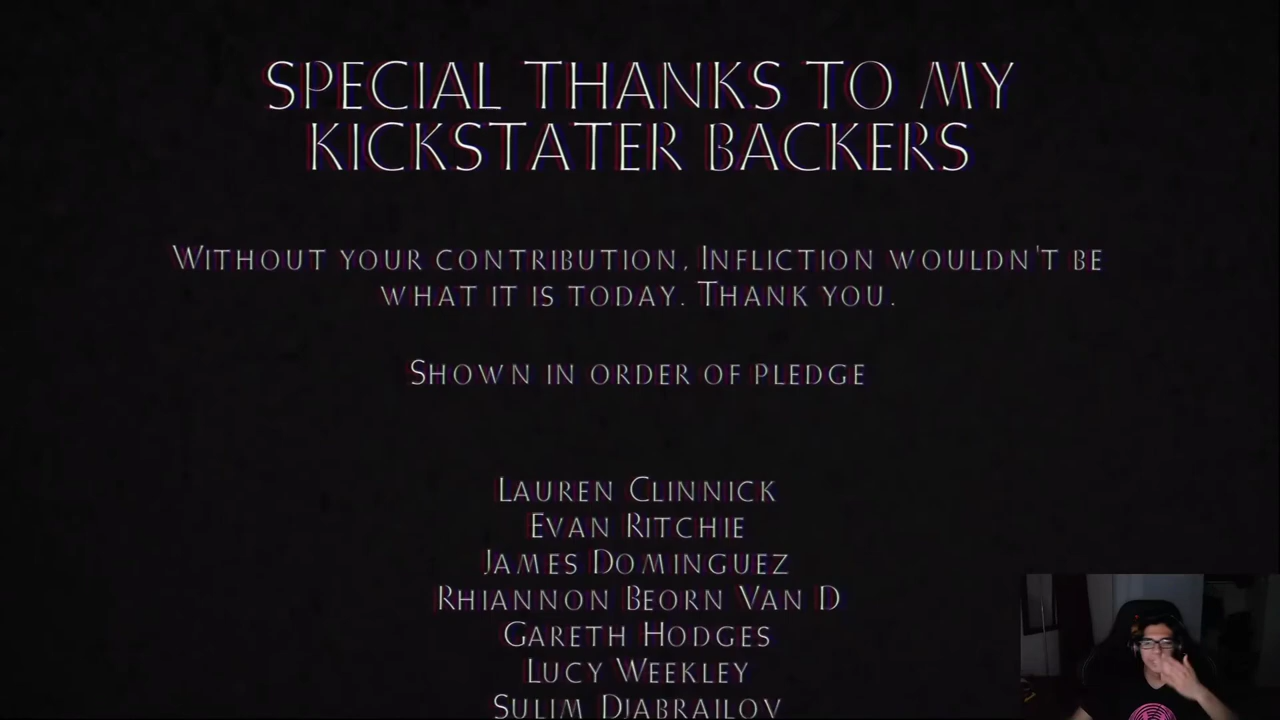 SPECIAL THANKS TO MY
KICKSTATER BACKERS
WITHOUT YOUR CONTRIBUTION, INFLICTION WOULDN'T BE
WHAT IT IS TODAY. THANK YOU.
SHOWN IN ORDER OF PLEDGE
LAUREN CLINNICK
EVAN RITCHIE
JAMES DOMINGUEZ
RHIANNON BEORN VAN D
GARETH HODGES
LUCY WEEKLEY
SULIM DJABRAILOV